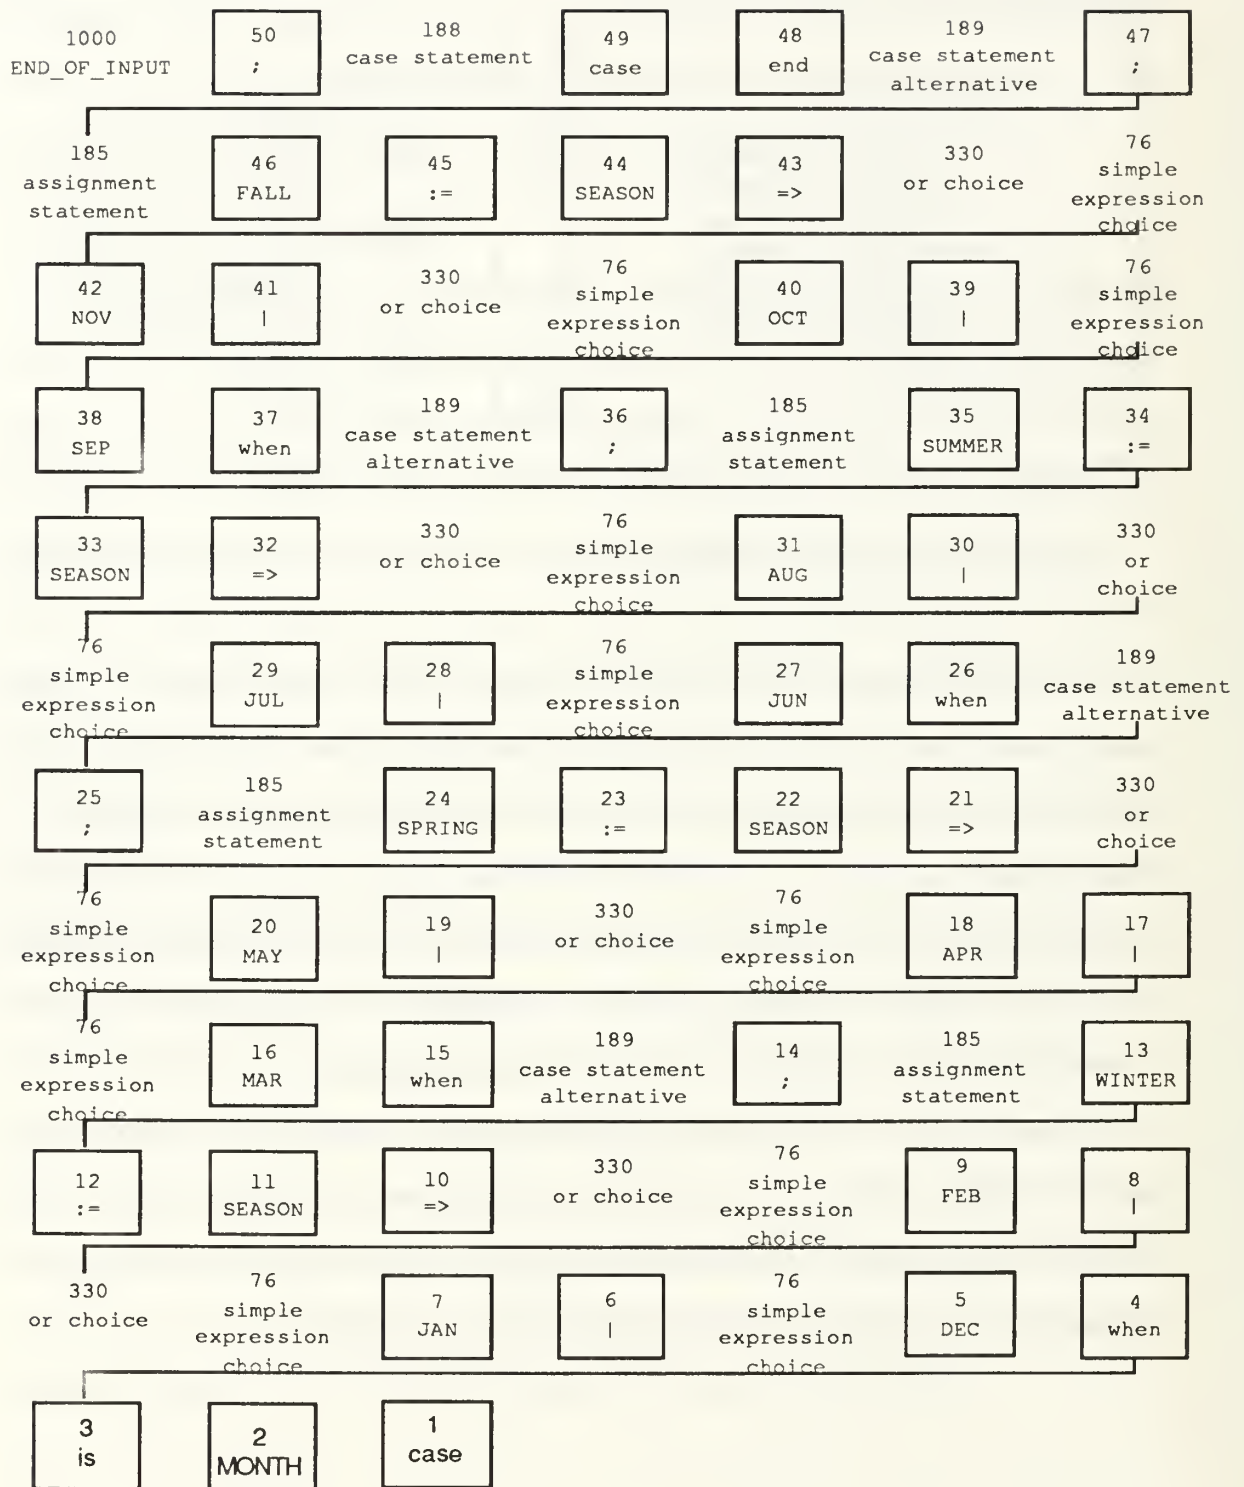 1000
END_OF_INPUT
50
;
188
case statement
49
case
48
end
189
case statement
alternative
47
;
185
assignment
statement
46
FALL
45
:=
44
SEASON
43
=>
330
or choice
76
simple
expression
choice
42
NOV
41
|
330
or choice
76
simple
expression
choice
40
OCT
39
|
76
simple
expression
choice
38
SEP
37
when
189
case statement
alternative
36
;
185
assignment
statement
35
SUMMER
34
:=
33
SEASON
32
=>
330
or choice
76
simple
expression
choice
31
AUG
30
|
330
or
choice
76
simple
expression
choice
29
JUL
28
|
76
simple
expression
choice
27
JUN
26
when
189
case statement
alternative
25
;
185
assignment
statement
24
SPRING
23
:=
22
SEASON
21
=>
330
or
choice
76
simple
expression
choice
20
MAY
19
|
330
or choice
76
simple
expression
choice
18
APR
17
|
76
simple
expression
choice
16
MAR
15
when
189
case statement
alternative
14
;
185
assignment
statement
13
WINTER
12
:=
11
SEASON
10
=>
330
or choice
76
simple
expression
choice
9
FEB
8
|
330
or choice
76
simple
expression
choice
7
JAN
6
|
76
simple
expression
choice
5
DEC
4
when
3
is
2
MONTH
1
case